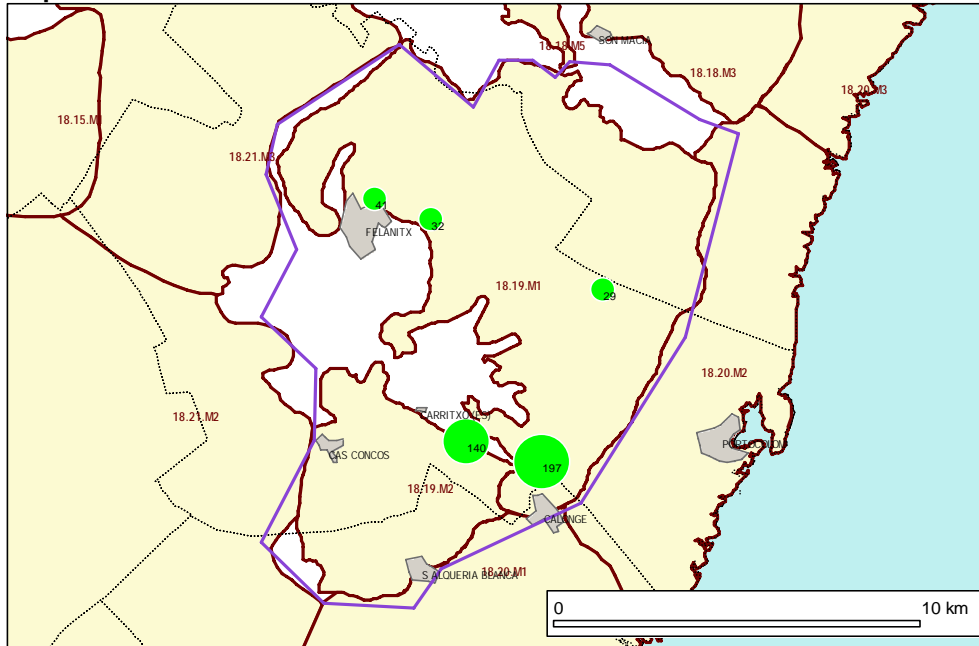 SON MACIA
18.18.M5
18.18.M3
18.20.M3
18.15.M1
18.21.M3
41
32
FELANITX
18.19.M1
29
18.20.M2
18.21.M2
ARRITXO(ES)
PORTOCOLOM
140
CAS CONCOS
197
18.19.M2
CALONGE
S ALQUERIA BLANCA
18.20.M1
0 10 km